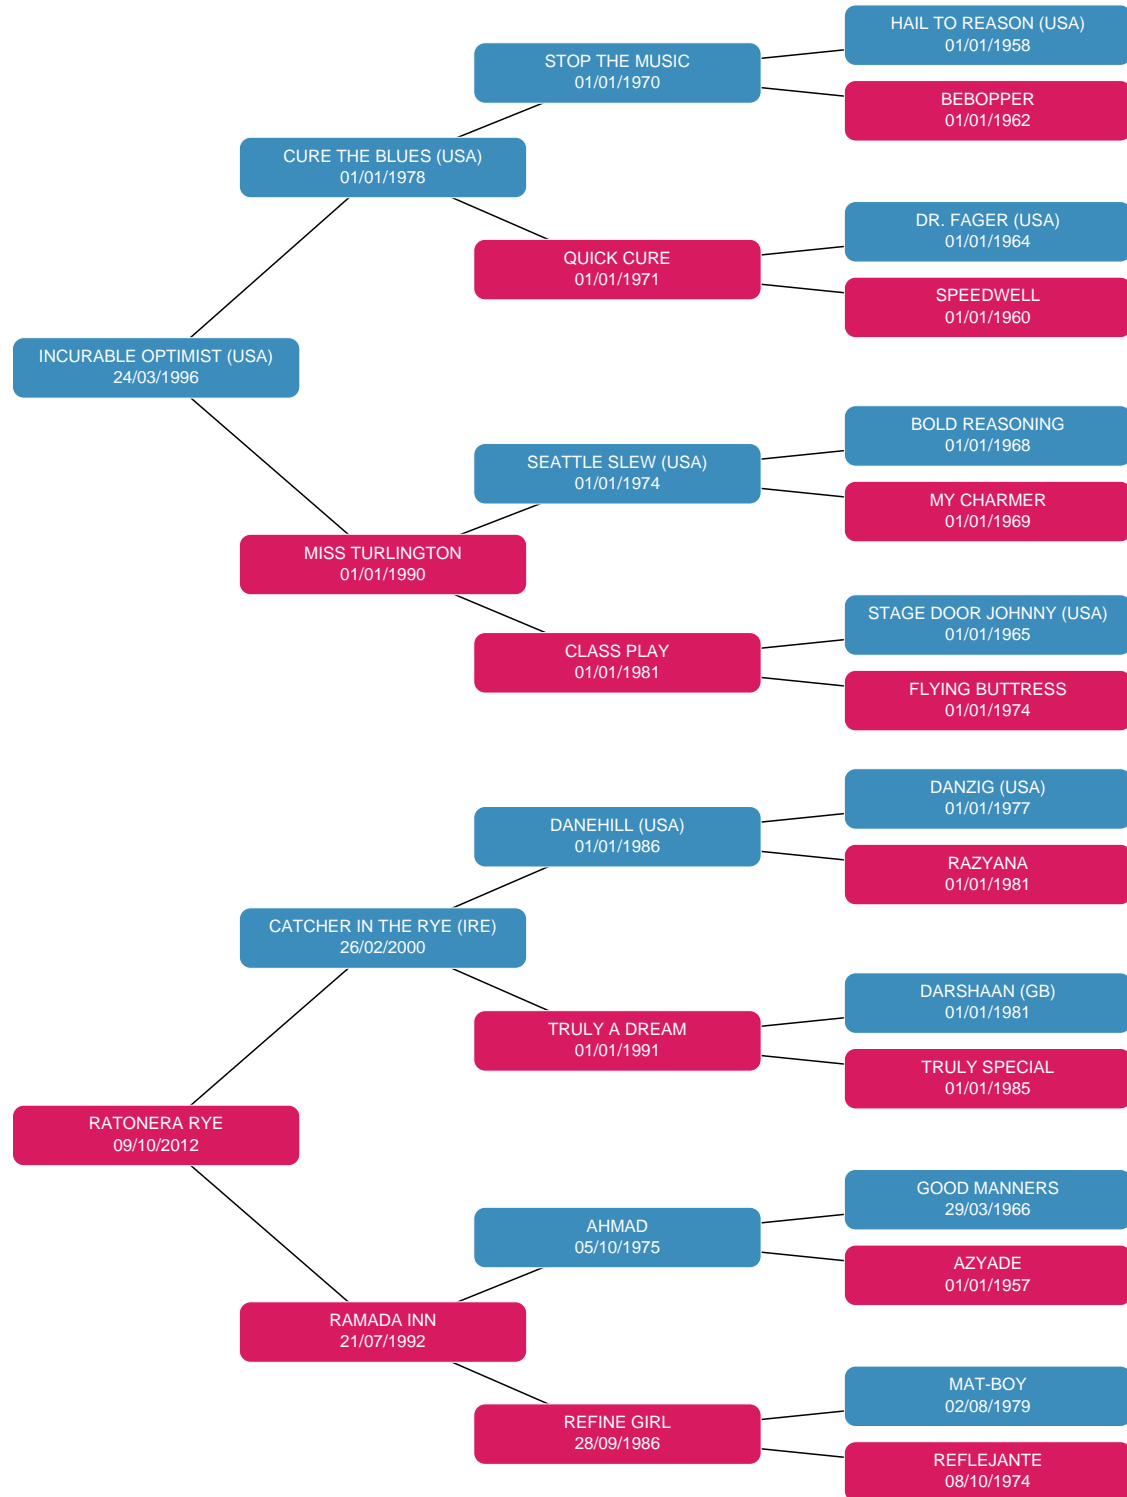 HAIL TO REASON (USA)
01/01/1958
STOP THE MUSIC
01/01/1970
BEBOPPER
01/01/1962
CURE THE BLUES (USA)
01/01/1978
DR. FAGER (USA)
01/01/1964
QUICK CURE
01/01/1971
SPEEDWELL
01/01/1960
INCURABLE OPTIMIST (USA)
24/03/1996
BOLD REASONING
01/01/1968
SEATTLE SLEW (USA)
01/01/1974
MY CHARMER
01/01/1969
MISS TURLINGTON
01/01/1990
STAGE DOOR JOHNNY (USA)
01/01/1965
CLASS PLAY
01/01/1981
FLYING BUTTRESS
01/01/1974
DANZIG (USA)
01/01/1977
DANEHILL (USA)
01/01/1986
RAZYANA
01/01/1981
CATCHER IN THE RYE (IRE)
26/02/2000
DARSHAAN (GB)
01/01/1981
TRULY A DREAM
01/01/1991
TRULY SPECIAL
01/01/1985
RATONERA RYE
09/10/2012
GOOD MANNERS
29/03/1966
AHMAD
05/10/1975
AZYADE
01/01/1957
RAMADA INN
21/07/1992
MAT-BOY
02/08/1979
REFINE GIRL
28/09/1986
REFLEJANTE
08/10/1974